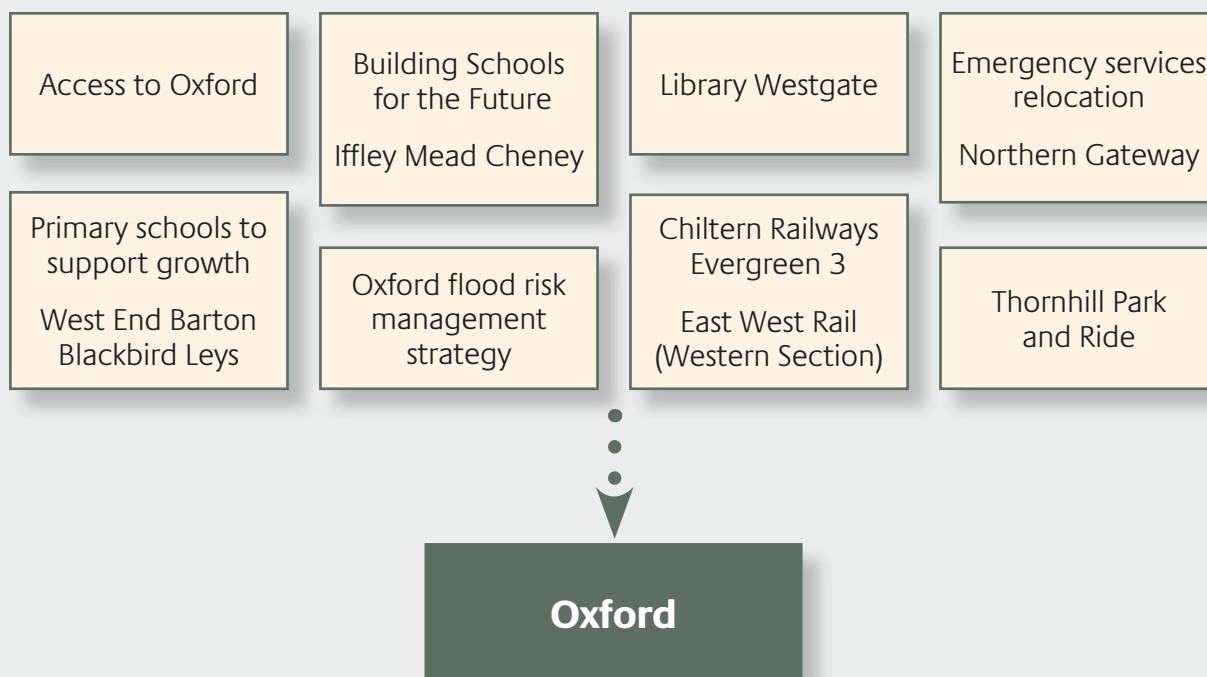 Access to Oxford
Building Schools
for the Future
Iffley Mead Cheney
Library Westgate
Emergency services
relocation
Northern Gateway
Primary schools to
support growth
West End Barton
Blackbird Leys
Oxford flood risk
management
strategy
Chiltern Railways
Evergreen 3
East West Rail
(Western Section)
Thornhill Park
and Ride
Oxford